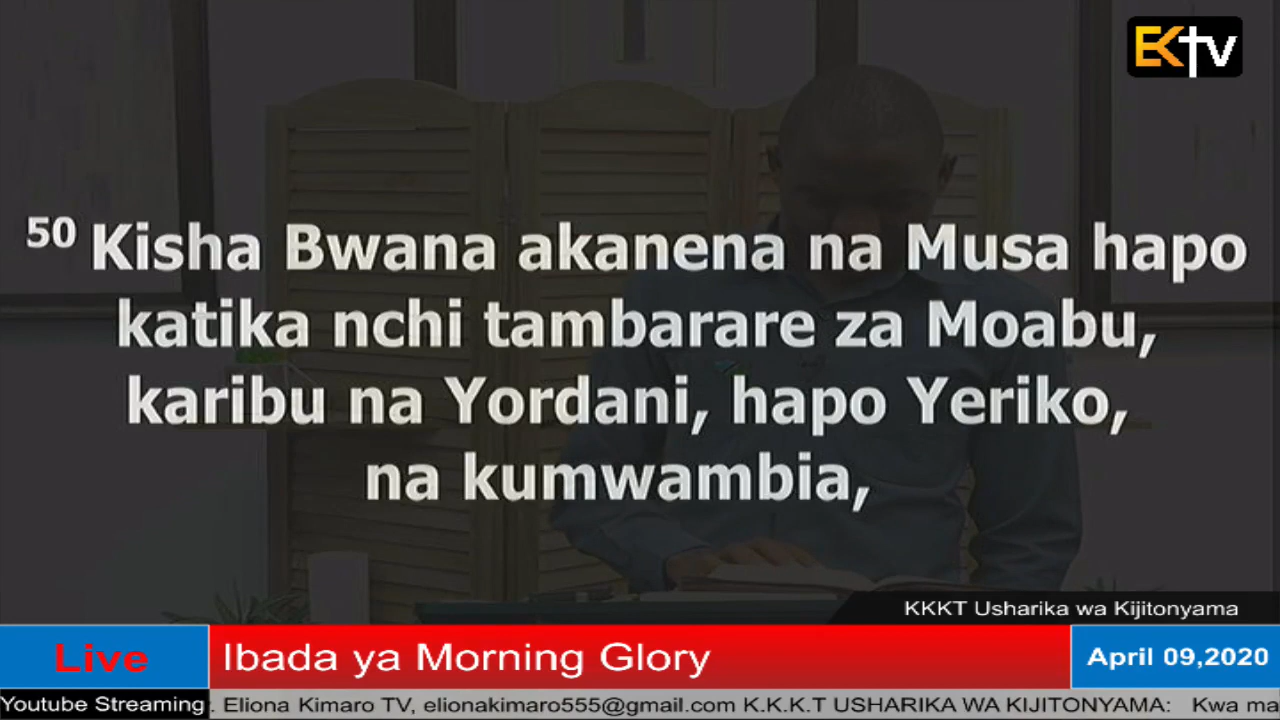 EKTV
50 Kisha Bwana akanena na Musa hapo
katika nchi tambarare za Moabu,
karibu na Yordani, hapo Yeriko,
na kumwambia,
KKKT Usharika wa Kijitonyama
Live
Ibada ya Morning Glory
April 09,2020
Youtube Streaming
. Eliona Kimaro TV, elionakimaro555@gmail.com K.K.K.T USHARIKA WA KIJITONYAMA: Kwa ma